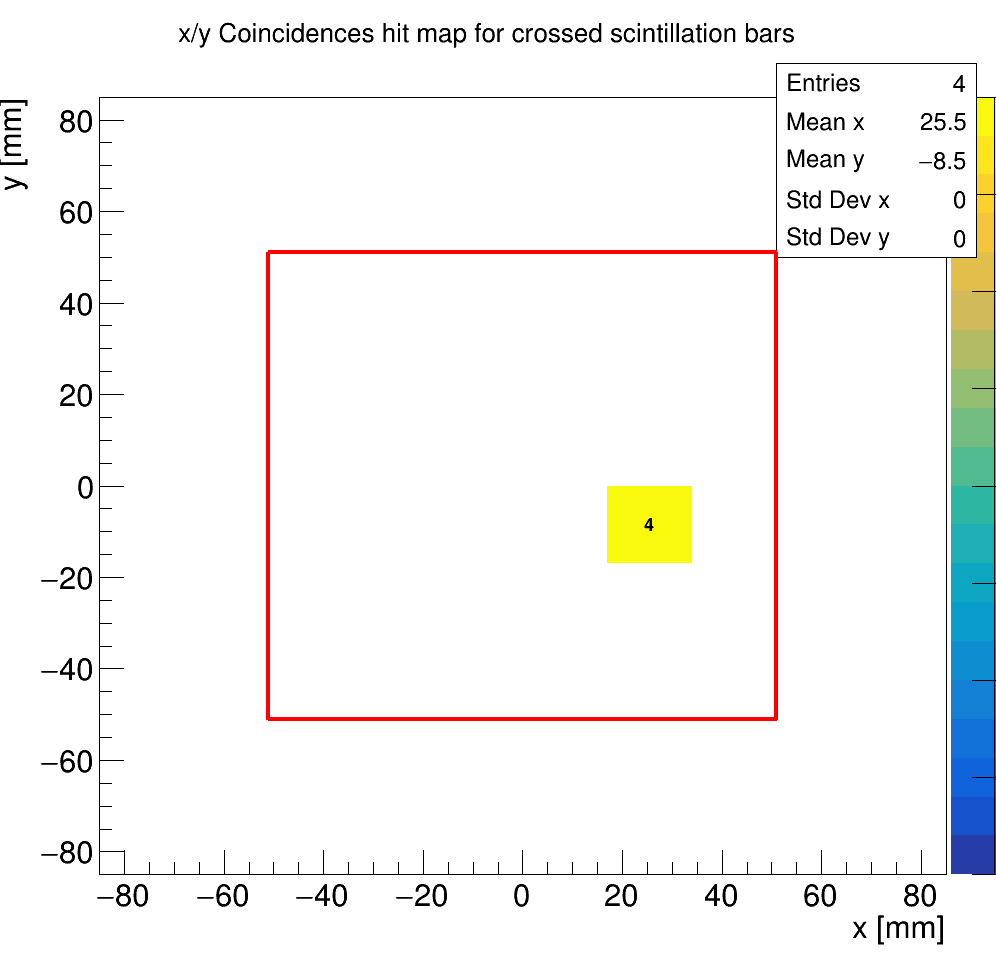 x/y Coincidences hit map for crossed scintillation bars
Entries 4
Mean x 25.5
Mean y −8.5
Std Dev x 0
Std Dev y 0
y [mm]
80
60
40
20
0
−20
−40
−60
−80
4
−80 −60 −40 −20 0 20 40 60 80
x [mm]